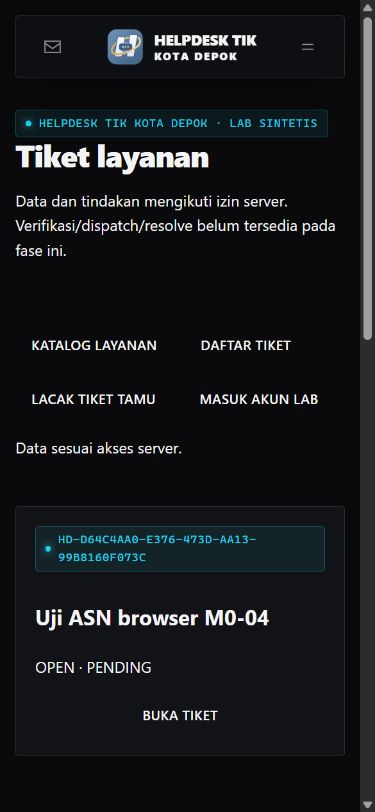 HELPDESK TIK
KOTA DEPOK
HELPDESK TIK KOTA DEPOK · LAB SINTETIS
Tiket layanan
Data dan tindakan mengikuti izin server.
Verifikasi/dispatch/resolve belum tersedia pada
fase ini.
KATALOG LAYANAN
DAFTAR TIKET
LACAK TIKET TAMU
MASUK AKUN LAB
Data sesuai akses server.
HD-D64C4AA0-E376-473D-AA13-
99B8160F073C
Uji ASN browser M0-04
OPEN · PENDING
BUKA TIKET